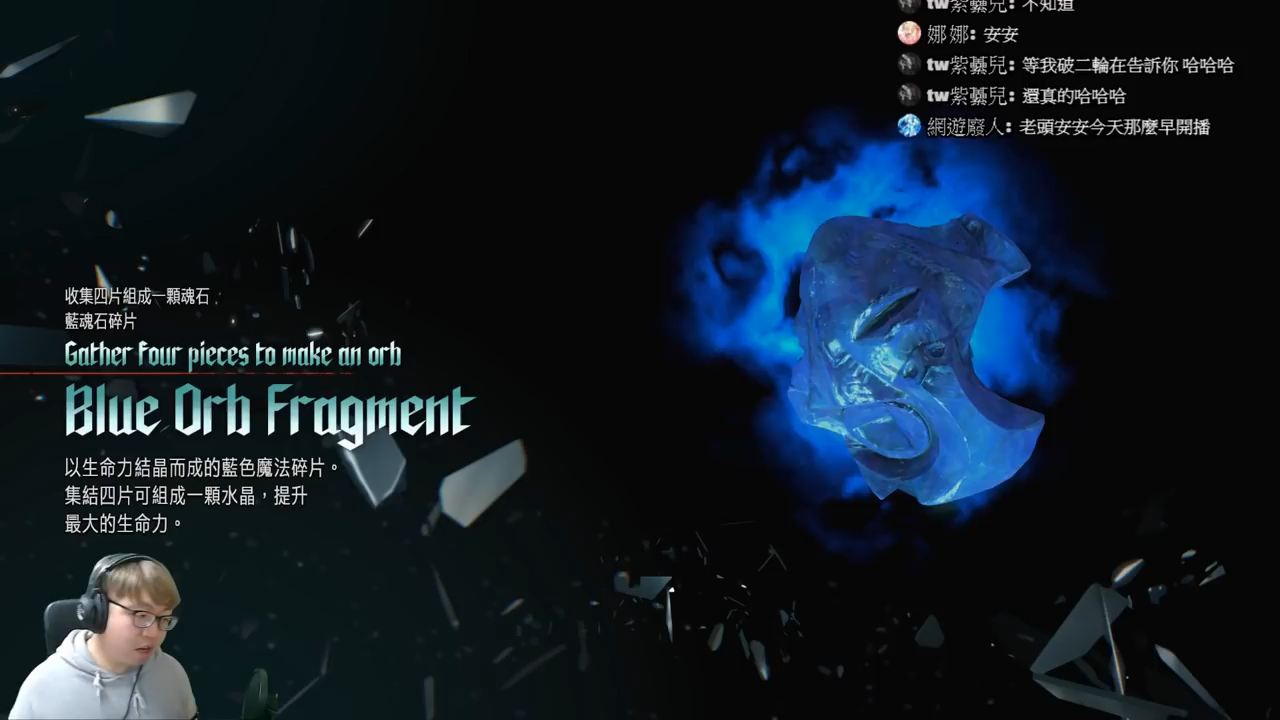 tw紫虆兒: 不知道
娜娜: 安安
tw紫虆兒: 等我破二輪在告訴你 哈哈哈
tw紫虆兒: 還真的哈哈哈
網遊廢人: 老頭安安今天那麼早開播
收集四片組成一顆魂石
藍魂石碎片
Gather four pieces to make an orb
Blue Orb Fragment
以生命力結晶而成的藍色魔法碎片。
集結四片可組成一顆水晶，提升
最大的生命力。